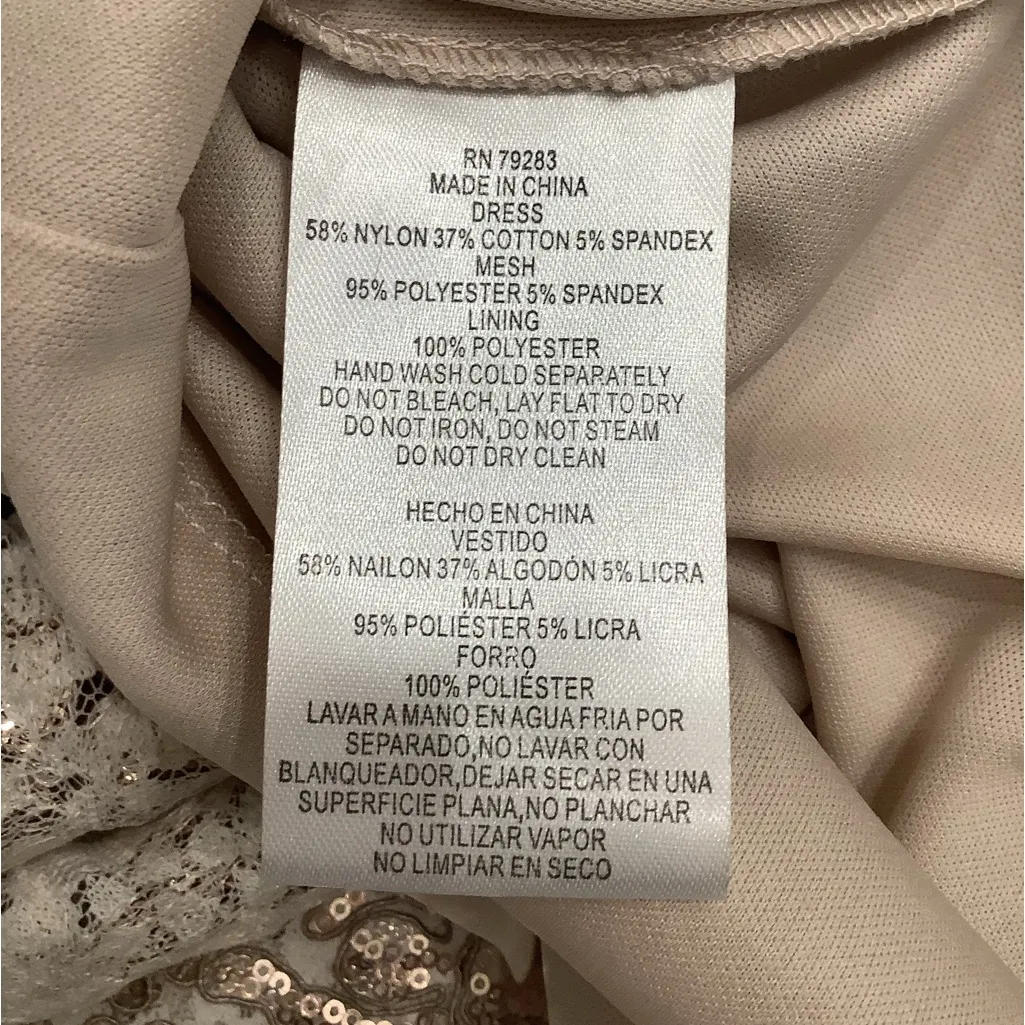 RN 79283
MADE IN CHINA
DRESS
58% NYLON 37% COTTON 5% SPANDEX
MESH
95% POLYESTER 5% SPANDEX
LINING
100% POLYESTER
HAND WASH COLD SEPARATELY
DO NOT BLEACH, LAY FLAT TO DRY
DO NOT IRON, DO NOT STEAM
DO NOT DRY CLEAN
HECHO EN CHINA
VESTIDO
58% NAILON 37% ALGODÓN 5% LICRA
MALLA
95% POLIÉSTER 5% LICRA
FORRO
100% POLIÉSTER
LAVAR A MANO EN AGUA FRIA POR
SEPARADO,NO LAVAR CON
BLANQUEADOR,DEJAR SECAR EN UNA
SUPERFICIE PLANA,NO PLANCHAR
NO UTILIZAR VAPOR
NO LIMPIAR EN SECO